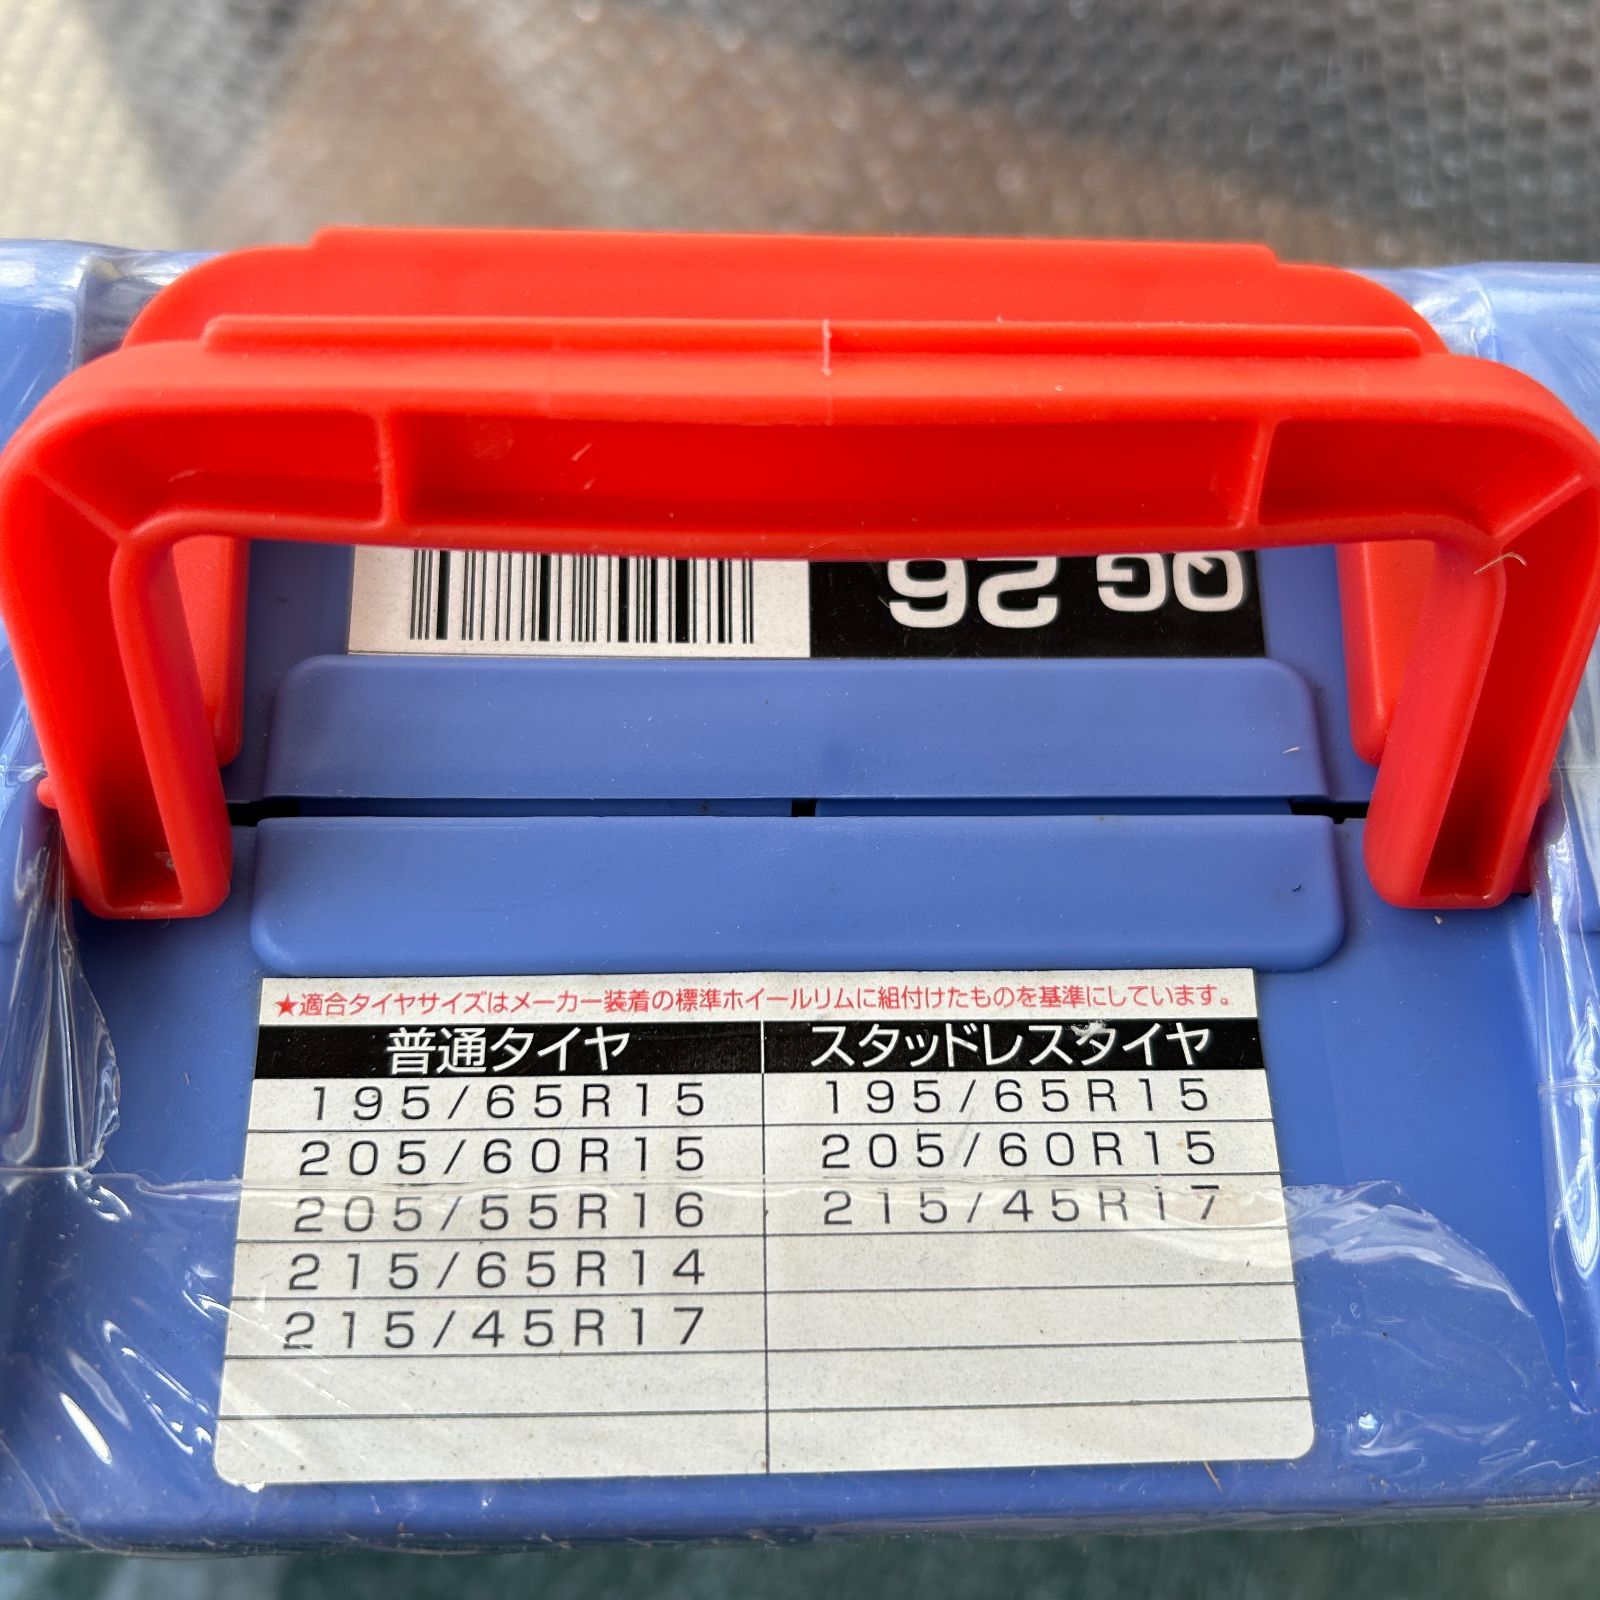 QG 26
★適合タイヤサイズはメーカー装着の標準ホイールリムに組付けたものを基準にしています。
普通タイヤ スタッドレスタイヤ
195/65R15 195/65R15
205/60R15 205/60R15
205/55R16 215/45R17
215/65R14
215/45R17